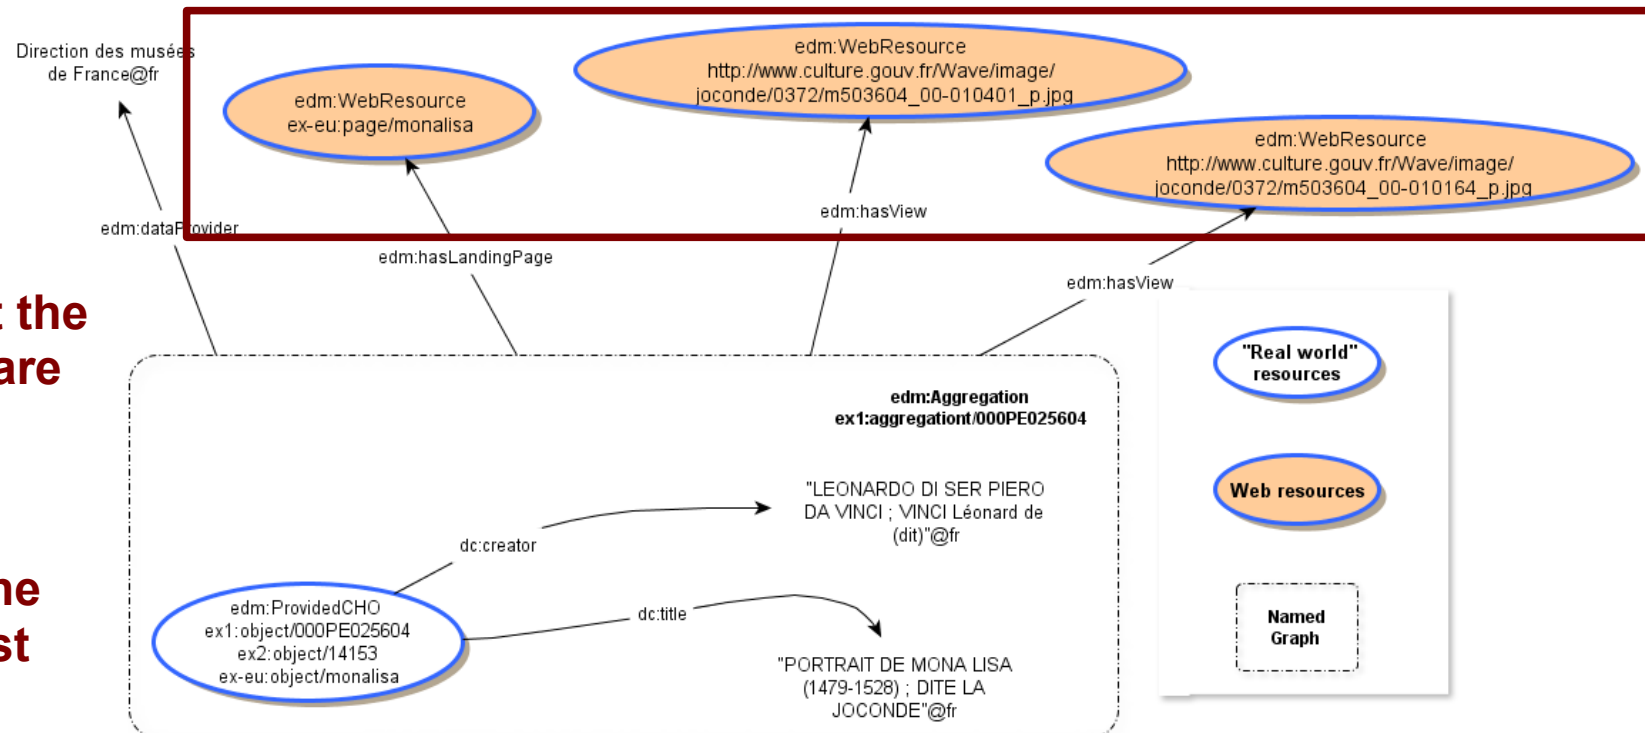 Direction des musées
de France@fr
edm:WebResource
ex-eu:page/monalisa
edm:WebResource
http://www.culture.gouv.fr/Wave/image/
joconde/0372/m503604_00-010401_p.jpg
edm:WebResource
http://www.culture.gouv.fr/Wave/image/
joconde/0372/m503604_00-010164_p.jpg
edm:dataProvider
edm:hasLandingPage
edm:hasView
edm:hasView
t the
are
ne
st
edm:Aggregation
ex1:aggregationt/000PE025604
"LEONARDO DI SER PIERO
DA VINCI ; VINCI Léonard de
(dit)"@fr
dc:creator
edm:ProvidedCHO
ex1:object/000PE025604
ex2:object/14153
ex-eu:object/monalisa
dc:title
"PORTRAIT DE MONA LISA
(1479-1528) ; DITE LA
JOCONDE"@fr
"Real world"
resources
Web resources
Named
Graph